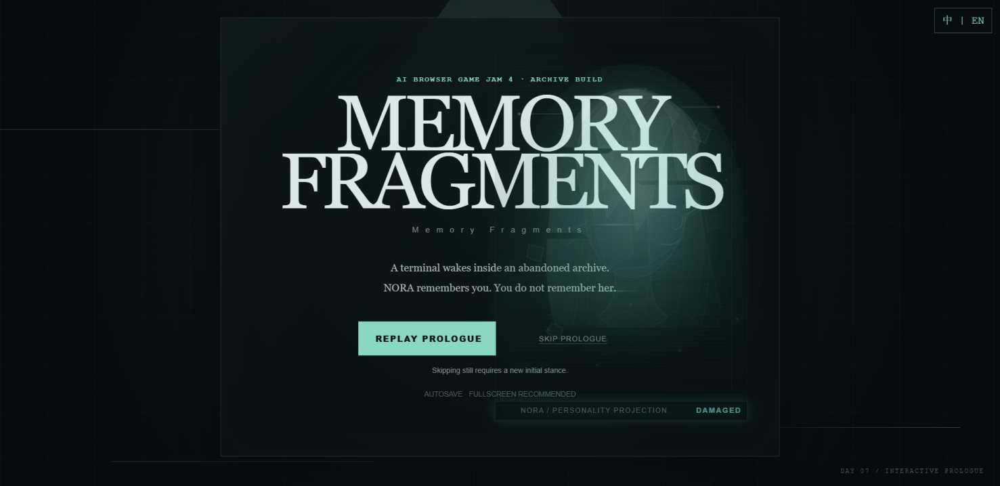 中 | EN
AI BROWSER GAME JAM 4 · ARCHIVE BUILD
MEMORY
FRAGMENTS
Memory Fragments
A terminal wakes inside an abandoned archive.
NORA remembers you. You do not remember her.
REPLAY PROLOGUE
SKIP PROLOGUE
Skipping still requires a new initial stance.
AUTOSAVE · FULLSCREEN RECOMMENDED
NORA / PERSONALITY PROJECTION DAMAGED
DAY 07 / INTERACTIVE PROLOGUE